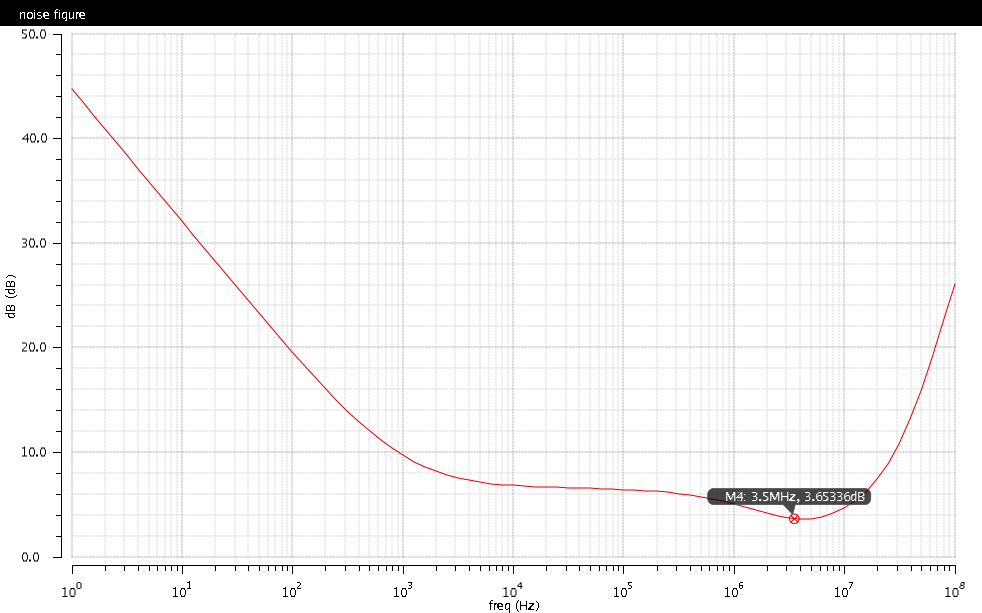 noise figure
50.0
40.0
30.0
20.0
10.0
0.0
dB (dB)
M4: 3.5MHz, 3.65336dB
10⁰ 10¹ 10² 10³ 10⁴ 10⁵ 10⁶ 10⁷ 10⁸
freq (Hz)